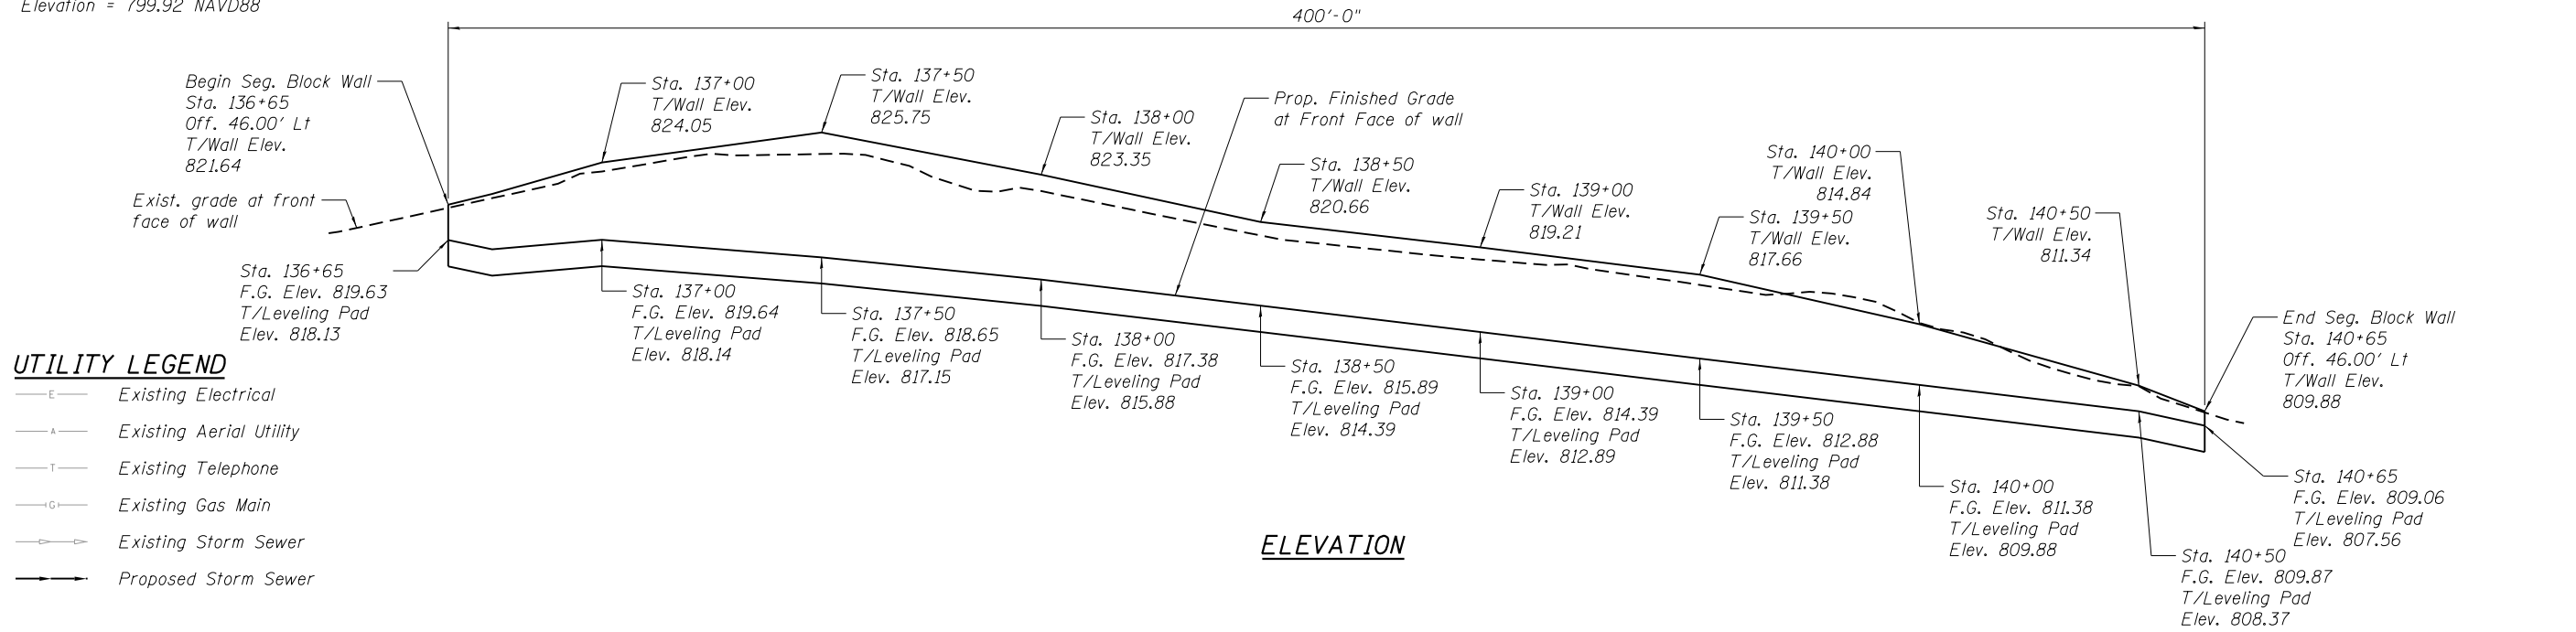 Elevation = 799.92 NAVD88
400'-0"
Begin Seg. Block Wall
Sta. 136+65
Off. 46.00' Lt
T/Wall Elev.
821.64
Sta. 137+00
T/Wall Elev.
824.05
Sta. 137+50
T/Wall Elev.
825.75
Sta. 138+00
T/Wall Elev.
823.35
Prop. Finished Grade
at Front Face of wall
Sta. 138+50
T/Wall Elev.
820.66
Sta. 139+00
T/Wall Elev.
819.21
Sta. 139+50
T/Wall Elev.
817.66
Sta. 140+00
T/Wall Elev.
814.84
Sta. 140+50
T/Wall Elev.
811.34
End Seg. Block Wall
Sta. 140+65
Off. 46.00' Lt
T/Wall Elev.
809.88
Exist. grade at front
face of wall
Sta. 136+65
F.G. Elev. 819.63
T/Leveling Pad
Elev. 818.13
Sta. 137+00
F.G. Elev. 819.64
T/Leveling Pad
Elev. 818.14
Sta. 137+50
F.G. Elev. 818.65
T/Leveling Pad
Elev. 817.15
Sta. 138+00
F.G. Elev. 817.38
T/Leveling Pad
Elev. 815.88
Sta. 138+50
F.G. Elev. 815.89
T/Leveling Pad
Elev. 814.39
Sta. 139+00
F.G. Elev. 814.39
T/Leveling Pad
Elev. 812.89
Sta. 139+50
F.G. Elev. 812.88
T/Leveling Pad
Elev. 811.38
Sta. 140+00
F.G. Elev. 811.38
T/Leveling Pad
Elev. 809.88
Sta. 140+50
F.G. Elev. 809.87
T/Leveling Pad
Elev. 808.37
Sta. 140+65
F.G. Elev. 809.06
T/Leveling Pad
Elev. 807.56
UTILITY LEGEND
E Existing Electrical
A Existing Aerial Utility
T Existing Telephone
G Existing Gas Main
Existing Storm Sewer
Proposed Storm Sewer
ELEVATION